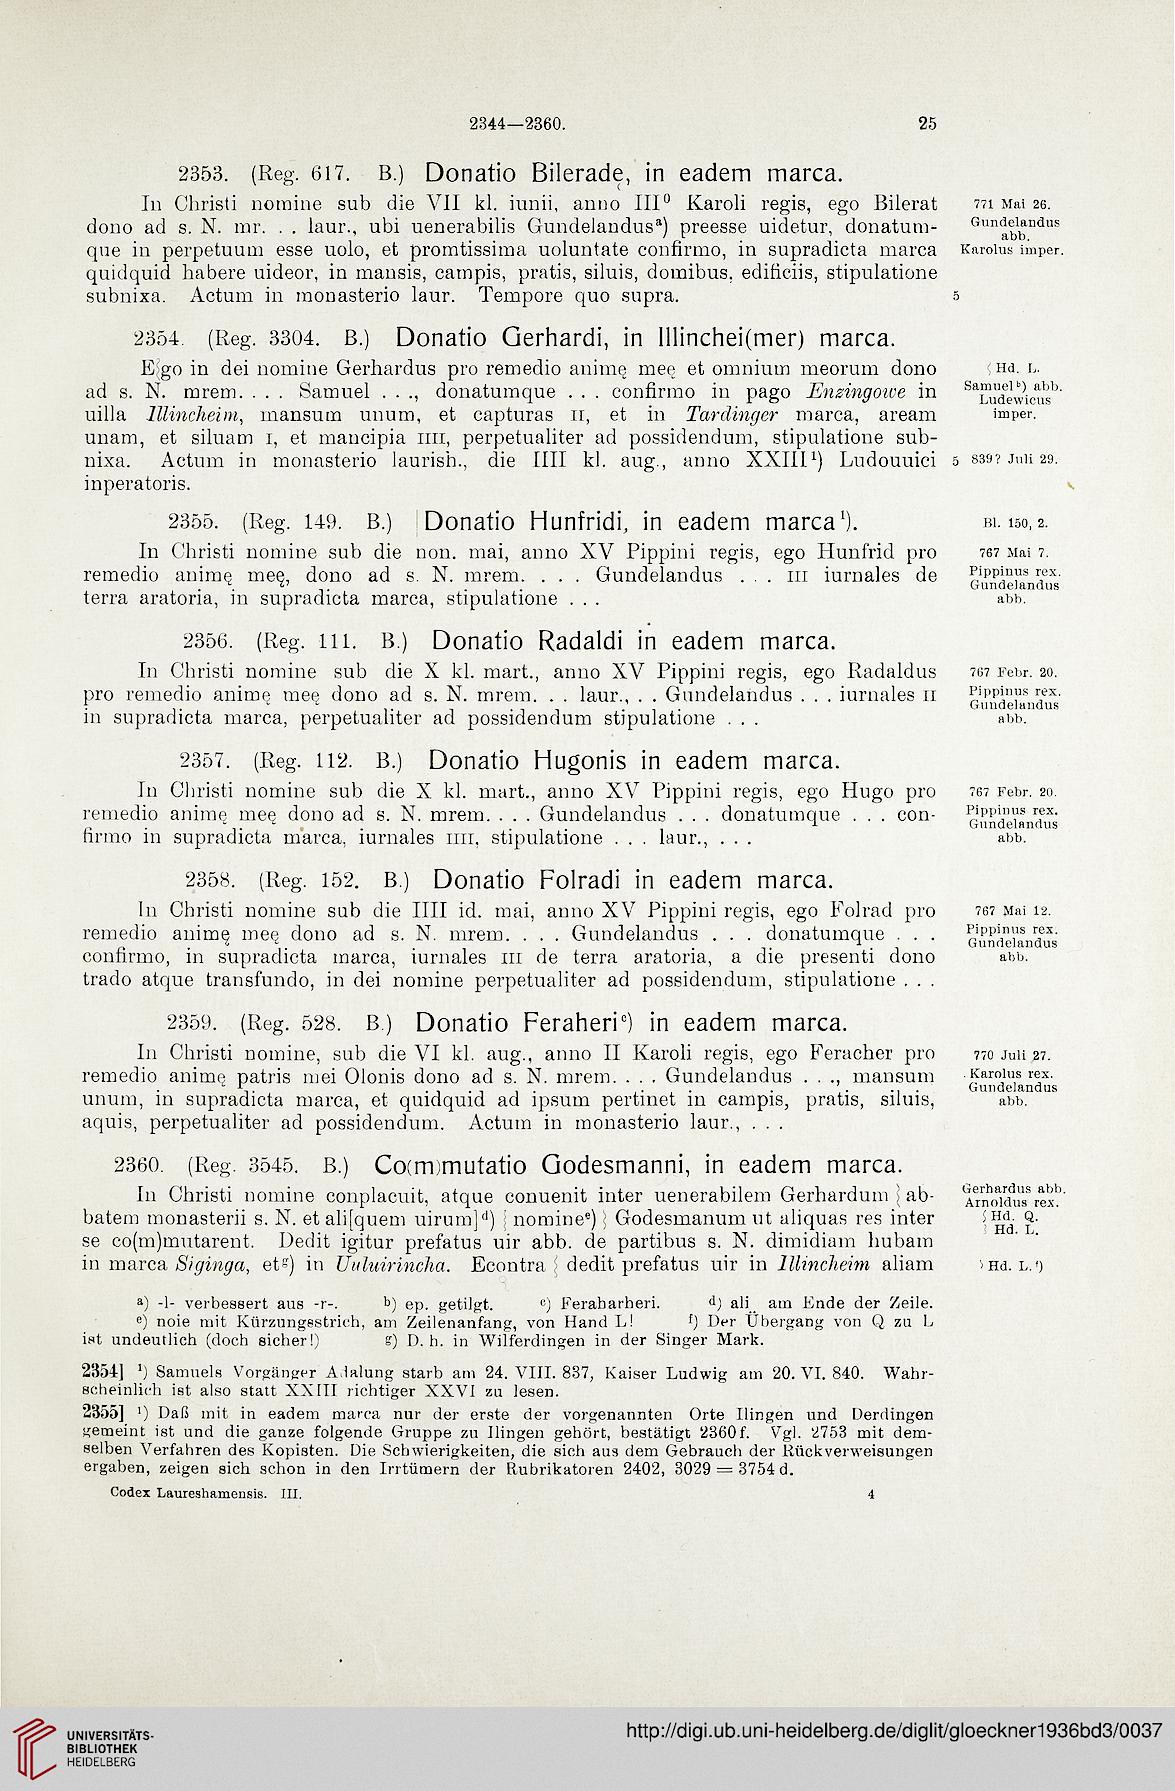 2344—2360. 25
2353. (Reg. 617. B.) Donatio Bileradę, in eadem marca.
In Christi nomine sub die VII kl. iunii, anno III⁰ Karoli regis, ego Bilerat 771 Mai 26.
dono ad s. N. mr. . . laur., ubi uenerabilis Gundelandusᵃ) preesse uidetur, donatum- Gundelandus
abb.
que in perpetuum esse uolo, et promtissima uoluntate confirmo, in supradicta marca Karolus imper.
quidquid habere uideor, in mansis, campis, pratis, siluis, domibus, edificiis, stipulatione
subnixa. Actum in monasterio laur. Tempore quo supra. 5
2354. (Reg. 3304. B.) Donatio Gerhardi, in Illinchei(mer) marca.
E⸾go in dei nomine Gerhardus pro remedio animę meę et omnium meorum dono ⸾ Hd. L.
ad s. N. mrem. . . . Samuel . . ., donatumque . . . confirmo in pago Enzingowe in Samuelᵇ) abb.
Ludewicus
uilla Illincheim, mansum unum, et capturas II, et in Tardinger marca, aream imper.
unam, et siluam I, et mancipia IIII, perpetualiter ad possidendum, stipulatione sub-
nixa. Actum in monasterio laurish., die IIII kl. aug., anno XXIII¹) Ludouuici 5 839? Juli 29.
inperatoris.
2355. (Reg. 149. B.) | Donatio Hunfridi, in eadem marca¹). Bl. 150, 2.
In Christi nomine sub die non. mai, anno XV Pippini regis, ego Hunfrid pro 767 Mai 7.
remedio animę meę, dono ad s. N. mrem. . . . Gundelandus . . . III iurnales de Pippinus rex.
Gundelandus
terra aratoria, in supradicta marca, stipulatione . . . abb.
2356. (Reg. 111. B.) Donatio Radaldi in eadem marca.
In Christi nomine sub die X kl. mart., anno XV Pippini regis, ego Radaldus 767 Febr. 20.
pro remedio animę meę dono ad s. N. mrem. . . laur., . . Gundelandus . . . iurnales II Pippinus rex.
Gundelandus
in supradicta marca, perpetualiter ad possidendum stipulatione . . . abb.
2357. (Reg. 112. B.) Donatio Hugonis in eadem marca.
In Christi nomine sub die X kl. mart., anno XV Pippini regis, ego Hugo pro 767 Febr. 20.
remedio animę meę dono ad s. N. mrem. . . . Gundelandus . . . donatumque . . . con- Pippinus rex.
Gundelandus
firmo in supradicta marca, iurnales IIII, stipulatione . . . laur., . . . abb.
2358. (Reg. 152. B.) Donatio Folradi in eadem marca.
In Christi nomine sub die IIII id. mai, anno XV Pippini regis, ego Folrad pro 767 Mai 12.
remedio animę meę dono ad s. N. mrem. . . . Gundelandus . . . donatumque . . . Pippinus rex.
Gundelandus
confirmo, in supradicta marca, iurnales III de terra aratoria, a die presenti dono abb.
trado atque transfundo, in dei nomine perpetualiter ad possidendum, stipulatione . . .
2359. (Reg. 528. B.) Donatio Feraheriᶜ) in eadem marca.
In Christi nomine, sub die VI kl. aug., anno II Karoli regis, ego Feracher pro 770 Juli 27.
remedio animę patris mei Olonis dono ad s. N. mrem. . . . Gundelandus . . ., mansum Karolus rex.
Gundelandus
unum, in supradicta marca, et quidquid ad ipsum pertinet in campis, pratis, siluis, abb.
aquis, perpetualiter ad possidendum. Actum in monasterio laur., . . .
2360. (Reg. 3545. B.) Co(m)mutatio Godesmanni, in eadem marca.
In Christi nomine conplacuit, atque conuenit inter uenerabilem Gerhardum ⸾ ab- Gerhardus abb.
Arnoldus rex.
batem monasterii s. N. et ali[quem uirum]ᵈ) ⸾ nomineᵉ) ⸾ Godesmanum ut aliquas res inter ⸾ Hd. Q.
⸾ Hd. L.
se co(m)mutarent. Dedit igitur prefatus uir abb. de partibus s. N. dimidiam hubam
in marca Siginga, etᵍ) in Uuluirincha. Econtra ⸾ dedit prefatus uir in Illincheim aliam ⸾ Hd. L.ᶠ)
ᵃ) -l- verbessert aus -r-. ᵇ) ep. getilgt. ᶜ) Feraharheri. ᵈ) ali.. am Ende der Zeile.
ᵉ) noie mit Kürzungsstrich, am Zeilenanfang, von Hand L! ᶠ) Der Übergang von Q zu L
ist undeutlich (doch sicher!) ᵍ) D. h. in Wilferdingen in der Singer Mark.
2354] ¹) Samuels Vorgänger Adalung starb am 24. VIII. 837, Kaiser Ludwig am 20. VI. 840. Wahr-
scheinlich ist also statt XXIII richtiger XXVI zu lesen.
2355] ¹) Daß mit in eadem marca nur der erste der vorgenannten Orte Ilingen und Derdingen
gemeint ist und die ganze folgende Gruppe zu Ilingen gehört, bestätigt 2360f. Vgl. 2753 mit dem-
selben Verfahren des Kopisten. Die Schwierigkeiten, die sich aus dem Gebrauch der Rückverweisungen
ergaben, zeigen sich schon in den Irrtümern der Rubrikatoren 2402, 3029 = 3754 d.
Codex Laureshamensis. III. 4
UNIVERSITÄTS-
BIBLIOTHEK
HEIDELBERG
http://digi.ub.uni-heidelberg.de/diglit/gloeckner1936bd3/0037